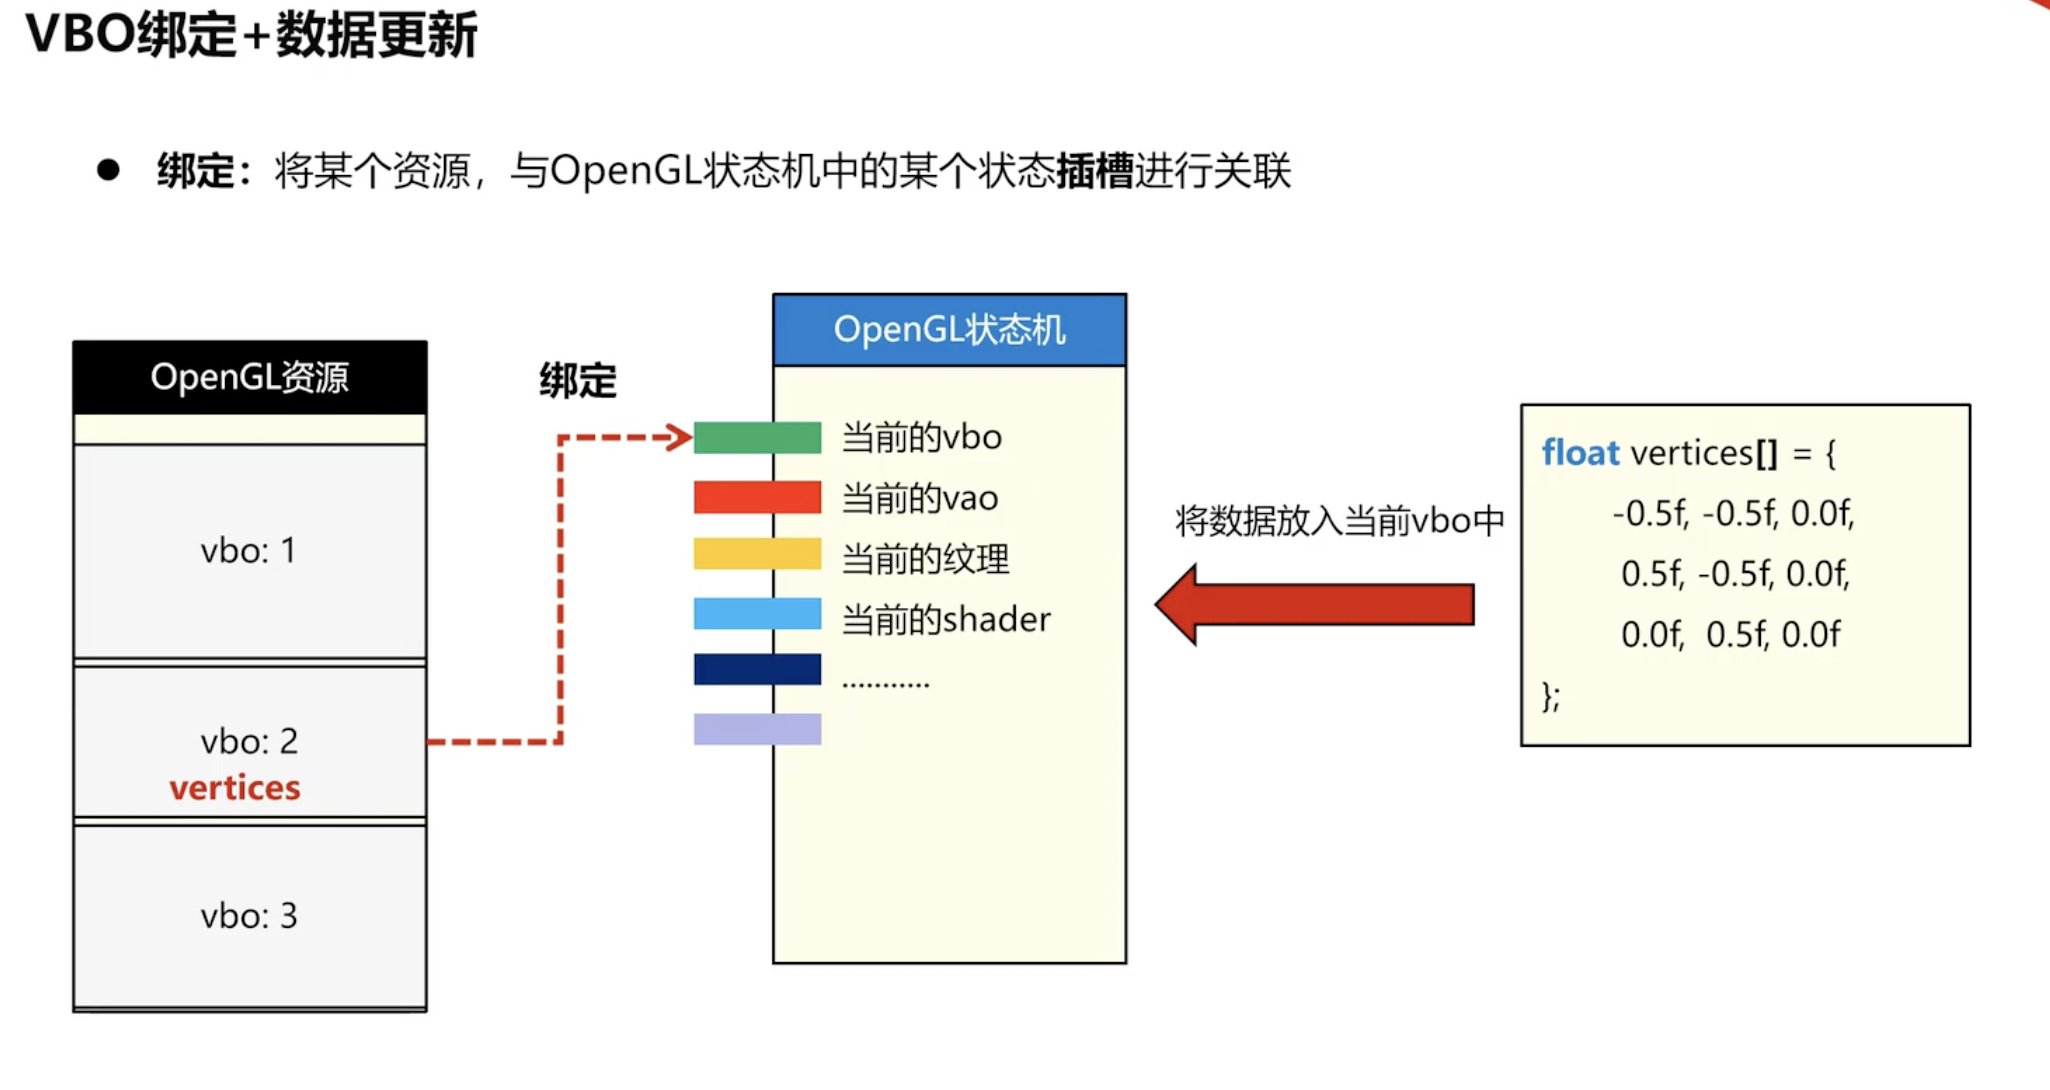 VBO绑定+数据更新
● 绑定：将某个资源，与OpenGL状态机中的某个状态插槽进行关联
OpenGL资源
vbo: 1
vbo: 2
vertices
vbo: 3
绑定
OpenGL状态机
当前的vbo
当前的vao
当前的纹理
当前的shader
...........
将数据放入当前vbo中
float vertices[] = {
-0.5f, -0.5f, 0.0f,
0.5f, -0.5f, 0.0f,
0.0f, 0.5f, 0.0f
};